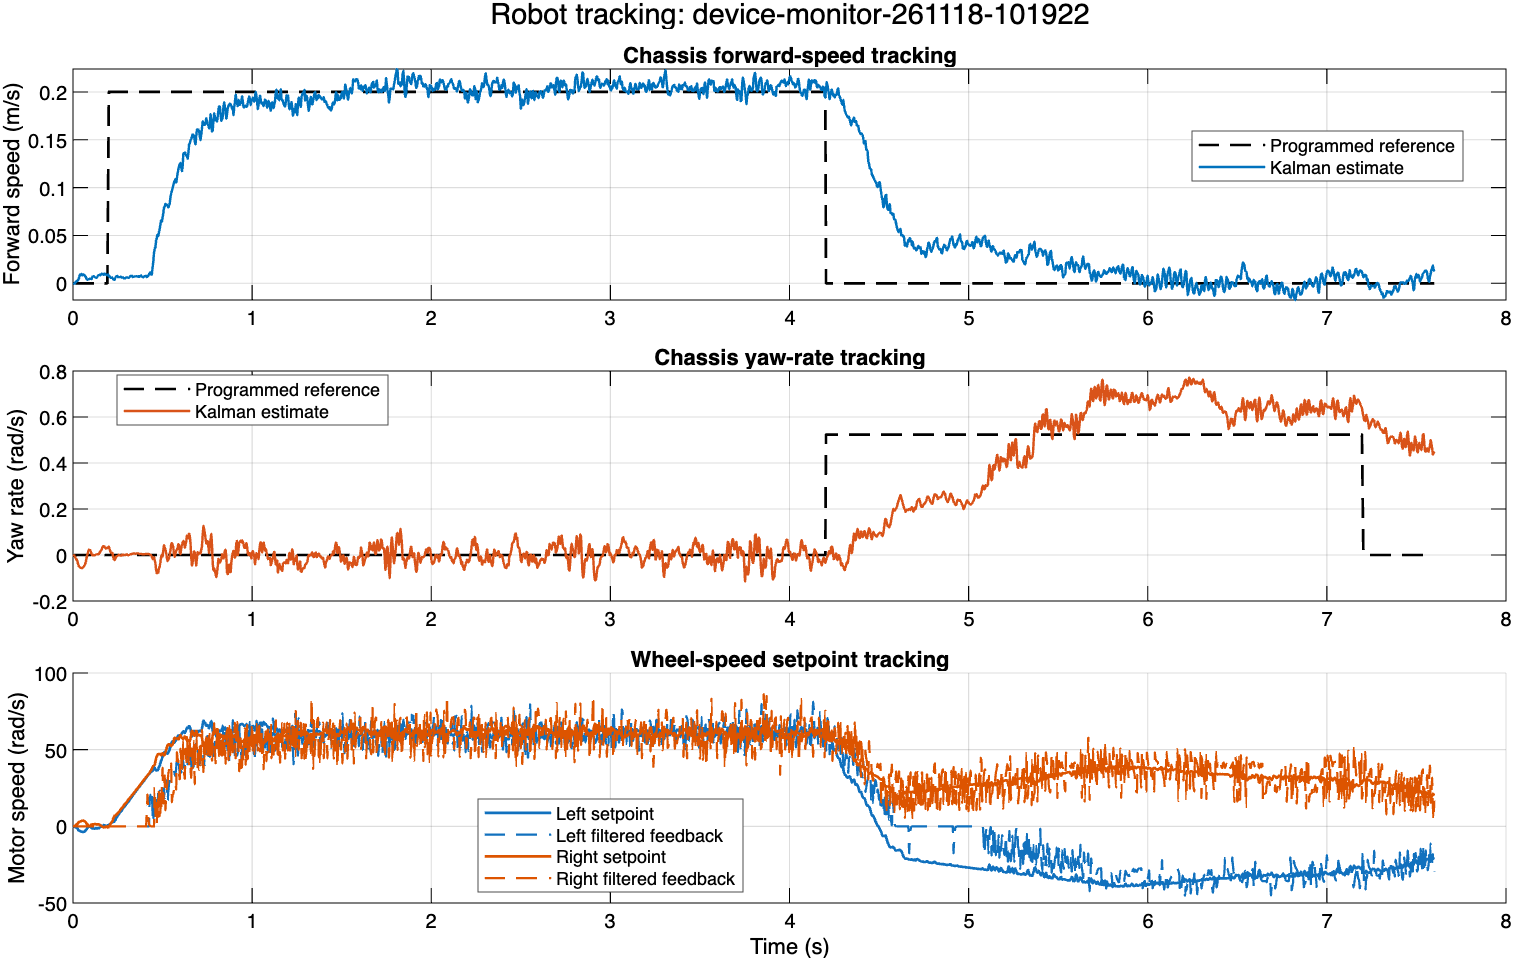 Robot tracking: device-monitor-261118-101922
Chassis forward-speed tracking
Forward speed (m/s)
0.2
0.15
0.1
0.05
0
Programmed reference
Kalman estimate
0 1 2 3 4 5 6 7 8
Chassis yaw-rate tracking
Yaw rate (rad/s)
0.8
0.6
0.4
0.2
0
-0.2
Programmed reference
Kalman estimate
0 1 2 3 4 5 6 7 8
Wheel-speed setpoint tracking
Motor speed (rad/s)
100
50
0
-50
Left setpoint
Left filtered feedback
Right setpoint
Right filtered feedback
0 1 2 3 4 5 6 7 8
Time (s)